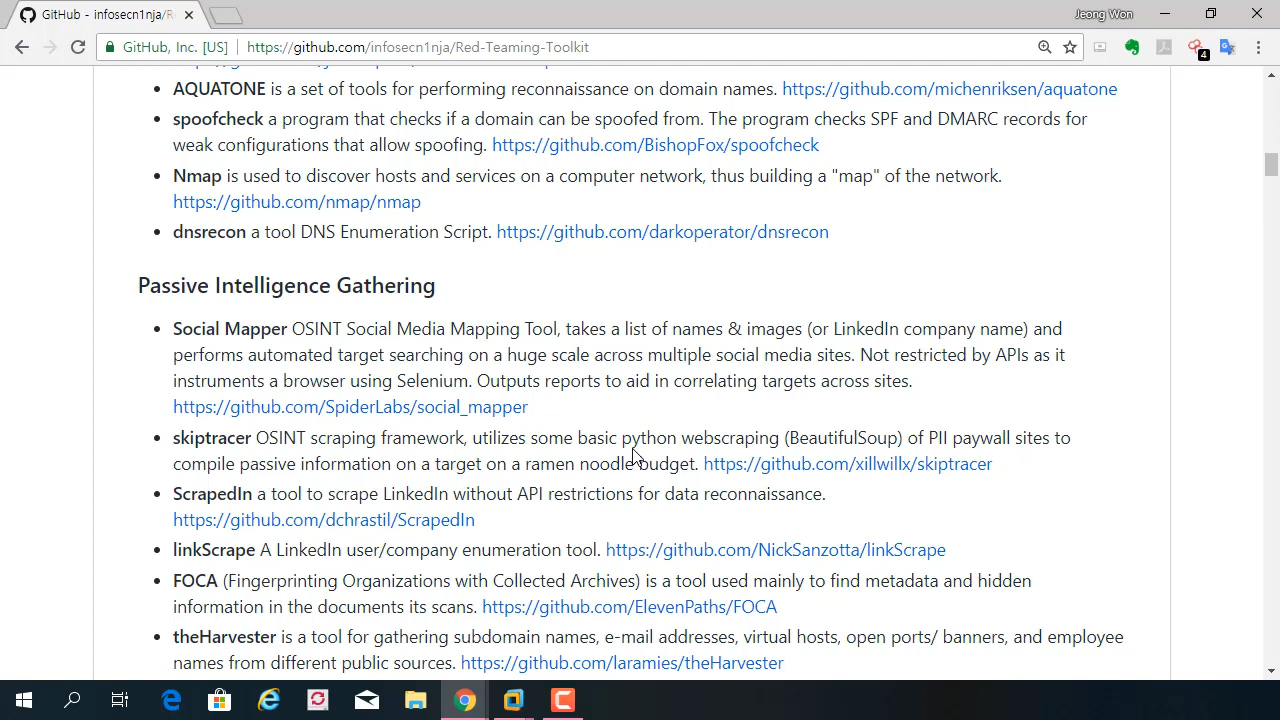 GitHub - infosecn1nja/R
Jeong Won
GitHub, Inc. [US]
https://github.com/infosecn1nja/Red-Teaming-Toolkit
4
AQUATONE is a set of tools for performing reconnaissance on domain names. https://github.com/michenriksen/aquatone
spoofcheck a program that checks if a domain can be spoofed from. The program checks SPF and DMARC records for
weak configurations that allow spoofing. https://github.com/BishopFox/spoofcheck
Nmap is used to discover hosts and services on a computer network, thus building a "map" of the network.
https://github.com/nmap/nmap
dnsrecon a tool DNS Enumeration Script. https://github.com/darkoperator/dnsrecon
Passive Intelligence Gathering
Social Mapper OSINT Social Media Mapping Tool, takes a list of names & images (or LinkedIn company name) and
performs automated target searching on a huge scale across multiple social media sites. Not restricted by APIs as it
instruments a browser using Selenium. Outputs reports to aid in correlating targets across sites.
https://github.com/SpiderLabs/social_mapper
skiptracer OSINT scraping framework, utilizes some basic python webscraping (BeautifulSoup) of PII paywall sites to
compile passive information on a target on a ramen noodle budget. https://github.com/xillwillx/skiptracer
ScrapedIn a tool to scrape LinkedIn without API restrictions for data reconnaissance.
https://github.com/dchrastil/ScrapedIn
linkScrape A LinkedIn user/company enumeration tool. https://github.com/NickSanzotta/linkScrape
FOCA (Fingerprinting Organizations with Collected Archives) is a tool used mainly to find metadata and hidden
information in the documents its scans. https://github.com/ElevenPaths/FOCA
theHarvester is a tool for gathering subdomain names, e-mail addresses, virtual hosts, open ports/ banners, and employee
names from different public sources. https://github.com/laramies/theHarvester